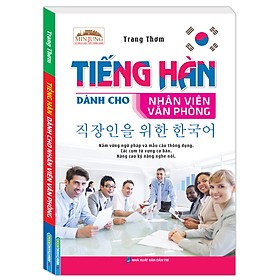 Trang Thơm
MINJUNG
TIẾNG HÀN
DÀNH CHO
NHÂN VIÊN
VĂN PHÒNG
직장인을 위한 한국어
Nắm vững ngữ pháp và mẫu câu thông dụng.
Các cụm từ vựng cơ bản.
Nâng cao kỹ năng nghe nói.
NHÀ XUẤT BẢN DÂN TRÍ
Trang Thơm
TIẾNG HÀN DÀNH CHO NHÂN VIÊN VĂN PHÒNG